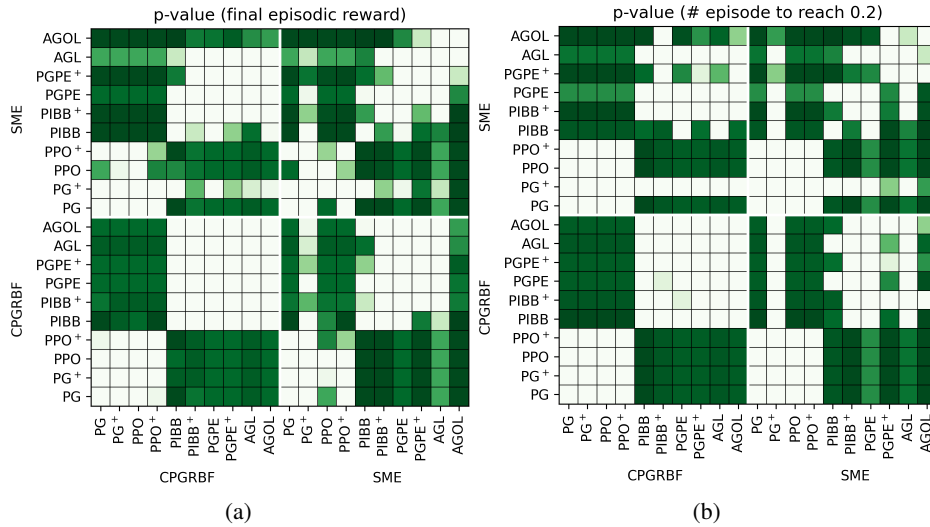 p-value (final episodic reward)
SME
AGOL
AGL
PGPE⁺
PGPE
PIBB⁺
PIBB
PPO⁺
PPO
PG⁺
PG
CPGRBF
AGOL
AGL
PGPE⁺
PGPE
PIBB⁺
PIBB
PPO⁺
PPO
PG⁺
PG
PG PG⁺ PPO PPO⁺ PIBB PIBB⁺ PGPE PGPE⁺ AGL AGOL PG PG⁺ PPO PPO⁺ PIBB PIBB⁺ PGPE PGPE⁺ AGL AGOL
CPGRBF SME
(a)
p-value (# episode to reach 0.2)
SME
AGOL
AGL
PGPE⁺
PGPE
PIBB⁺
PIBB
PPO⁺
PPO
PG⁺
PG
CPGRBF
AGOL
AGL
PGPE⁺
PGPE
PIBB⁺
PIBB
PPO⁺
PPO
PG⁺
PG
PG PG⁺ PPO PPO⁺ PIBB PIBB⁺ PGPE PGPE⁺ AGL AGOL PG PG⁺ PPO PPO⁺ PIBB PIBB⁺ PGPE PGPE⁺ AGL AGOL
CPGRBF SME
(b)